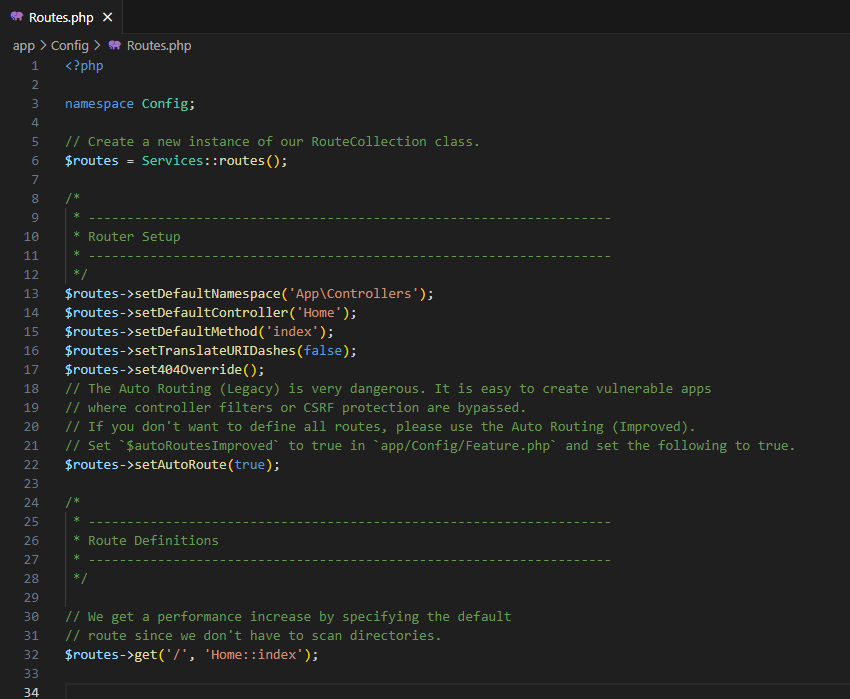 Routes.php
app > Config > Routes.php
1 <?php
2
3 namespace Config;
4
5 // Create a new instance of our RouteCollection class.
6 $routes = Services::routes();
7
8 /*
9  * --------------------------------------------------------------------
10  * Router Setup
11  * --------------------------------------------------------------------
12  */
13 $routes->setDefaultNamespace('App\Controllers');
14 $routes->setDefaultController('Home');
15 $routes->setDefaultMethod('index');
16 $routes->setTranslateURIDashes(false);
17 $routes->set404Override();
18 // The Auto Routing (Legacy) is very dangerous. It is easy to create vulnerable apps
19 // where controller filters or CSRF protection are bypassed.
20 // If you don't want to define all routes, please use the Auto Routing (Improved).
21 // Set `$autoRoutesImproved` to true in `app/Config/Feature.php` and set the following to true.
22 $routes->setAutoRoute(true);
23
24 /*
25  * --------------------------------------------------------------------
26  * Route Definitions
27  * --------------------------------------------------------------------
28  */
29
30 // We get a performance increase by specifying the default
31 // route since we don't have to scan directories.
32 $routes->get('/', 'Home::index');
33
34